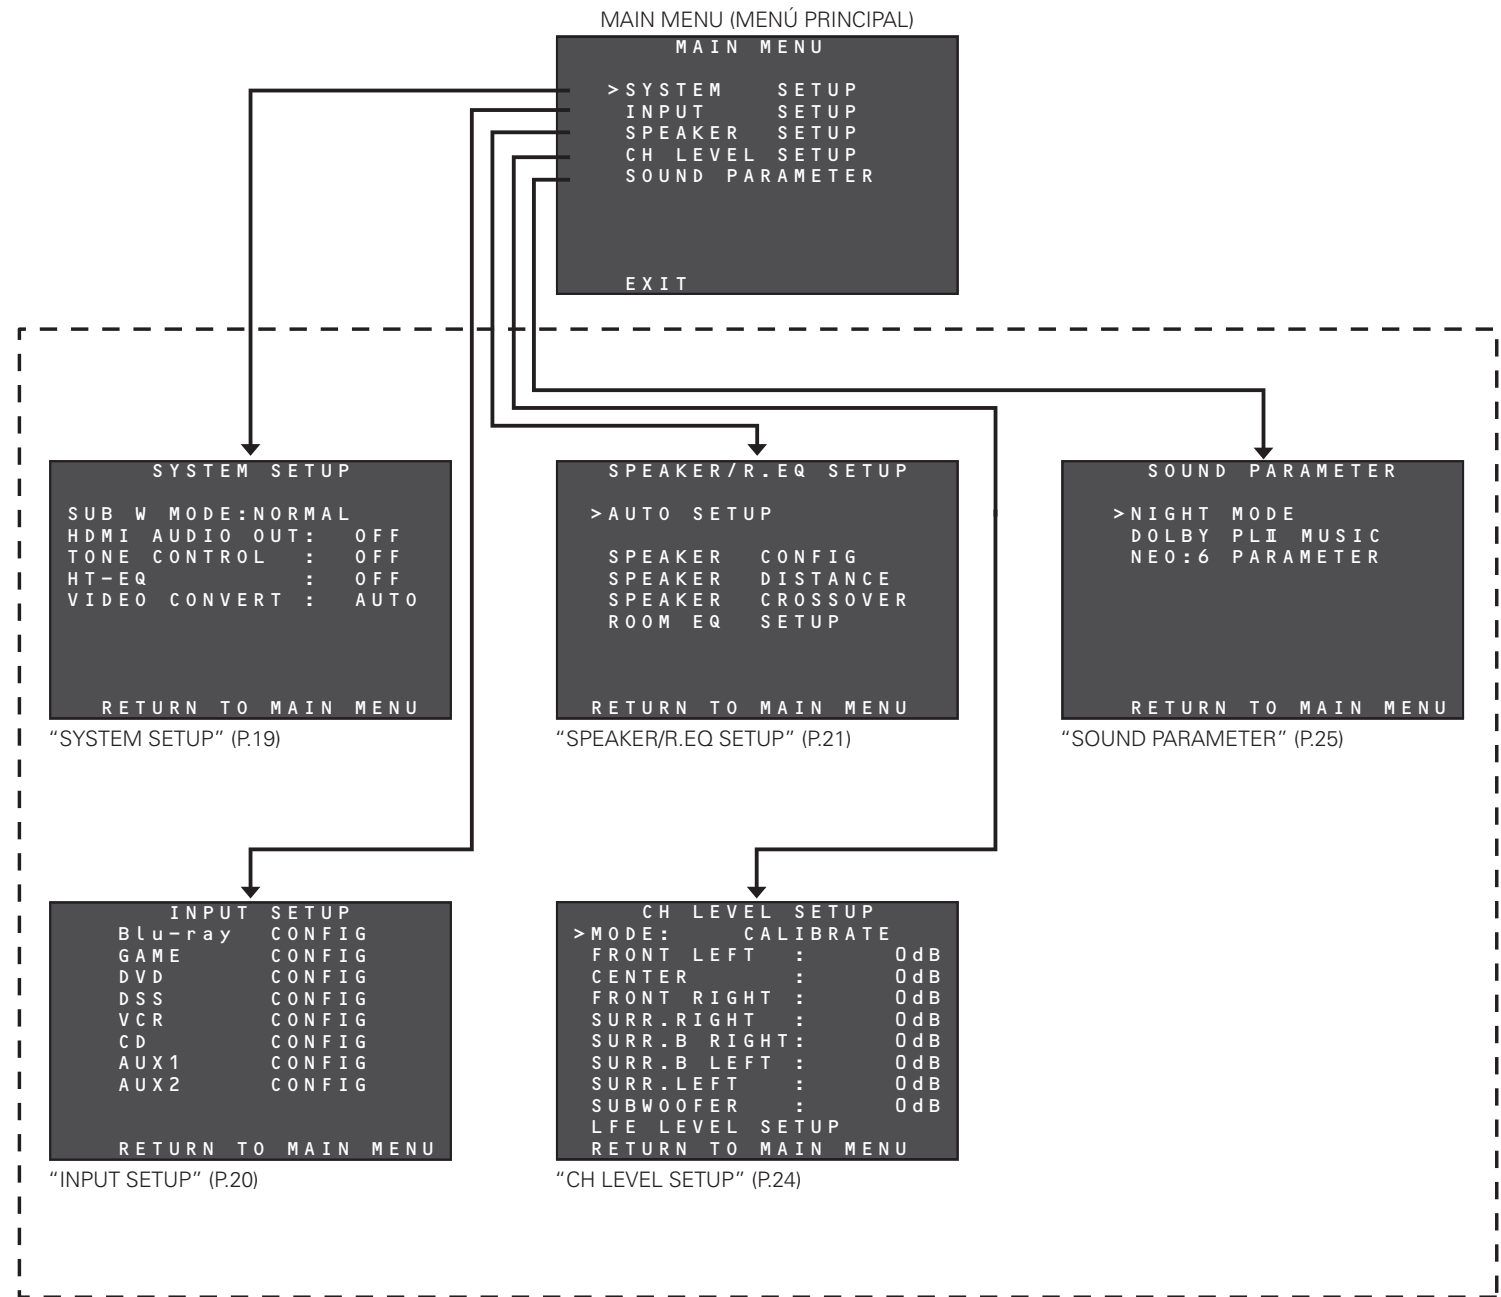 MAIN MENU (MENÚ PRINCIPAL)
MAIN MENU
>SYSTEM SETUP
INPUT SETUP
SPEAKER SETUP
CH LEVEL SETUP
SOUND PARAMETER
EXIT
SYSTEM SETUP
SUB W MODE:NORMAL
HDMI AUDIO OUT: OFF
TONE CONTROL : OFF
HT-EQ : OFF
VIDEO CONVERT : AUTO
RETURN TO MAIN MENU
"SYSTEM SETUP" (P.19)
SPEAKER/R.EQ SETUP
>AUTO SETUP
SPEAKER CONFIG
SPEAKER DISTANCE
SPEAKER CROSSOVER
ROOM EQ SETUP
RETURN TO MAIN MENU
"SPEAKER/R.EQ SETUP" (P.21)
SOUND PARAMETER
>NIGHT MODE
DOLBY PLⅡ MUSIC
NEO:6 PARAMETER
RETURN TO MAIN MENU
"SOUND PARAMETER" (P.25)
INPUT SETUP
Blu-ray CONFIG
GAME CONFIG
DVD CONFIG
DSS CONFIG
VCR CONFIG
CD CONFIG
AUX1 CONFIG
AUX2 CONFIG
RETURN TO MAIN MENU
"INPUT SETUP" (P.20)
CH LEVEL SETUP
>MODE: CALIBRATE
FRONT LEFT : 0dB
CENTER : 0dB
FRONT RIGHT : 0dB
SURR.RIGHT : 0dB
SURR.B RIGHT: 0dB
SURR.B LEFT : 0dB
SURR.LEFT : 0dB
SUBWOOFER : 0dB
LFE LEVEL SETUP
RETURN TO MAIN MENU
"CH LEVEL SETUP" (P.24)